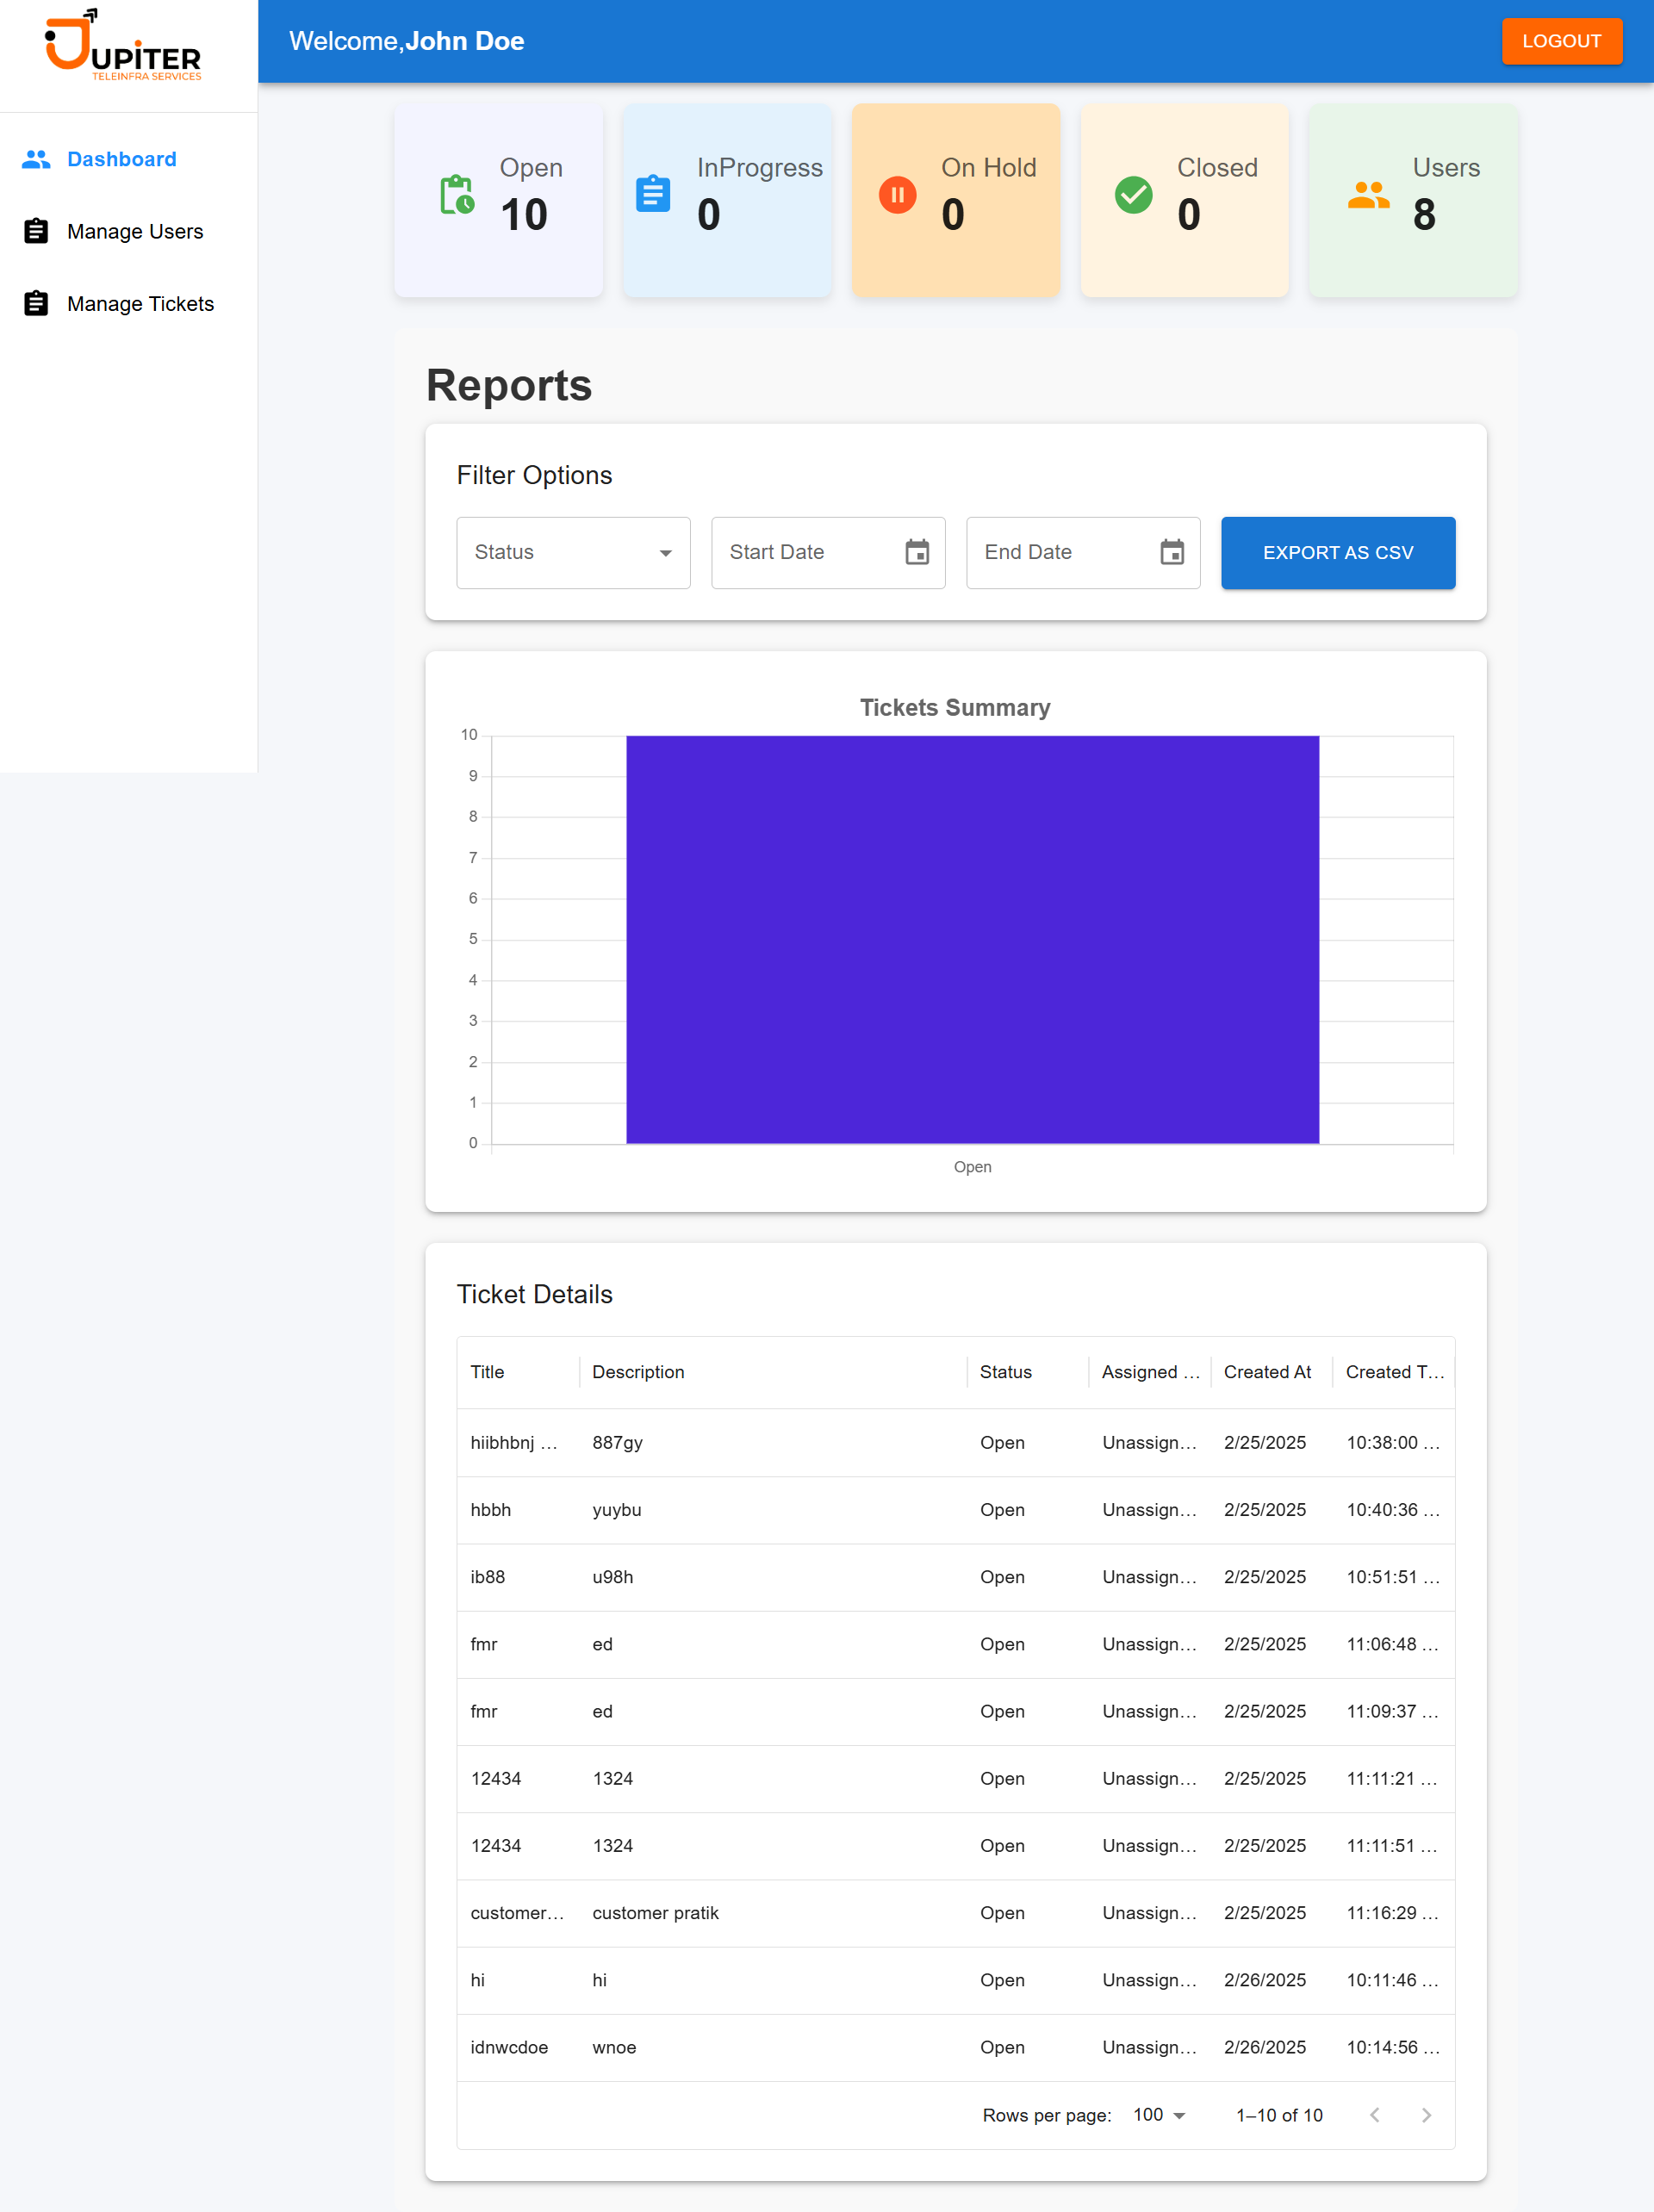 JUPITER
TELEINFRA SERVICES
Welcome,John Doe
LOGOUT
Dashboard
Manage Users
Manage Tickets
Open
10
InProgress
0
On Hold
0
Closed
0
Users
8
Reports
Filter Options
Status
Start Date
End Date
EXPORT AS CSV
Tickets Summary
10
9
8
7
6
5
4
3
2
1
0
Open
Ticket Details
Title Description Status Assigned ... Created At Created T...
hiibhbnj ... 887gy Open Unassign... 2/25/2025 10:38:00 ...
hbbh yuybu Open Unassign... 2/25/2025 10:40:36 ...
ib88 u98h Open Unassign... 2/25/2025 10:51:51 ...
fmr ed Open Unassign... 2/25/2025 11:06:48 ...
fmr ed Open Unassign... 2/25/2025 11:09:37 ...
12434 1324 Open Unassign... 2/25/2025 11:11:21 ...
12434 1324 Open Unassign... 2/25/2025 11:11:51 ...
customer... customer pratik Open Unassign... 2/25/2025 11:16:29 ...
hi hi Open Unassign... 2/26/2025 10:11:46 ...
idnwcdoe wnoe Open Unassign... 2/26/2025 10:14:56 ...
Rows per page: 100 1–10 of 10